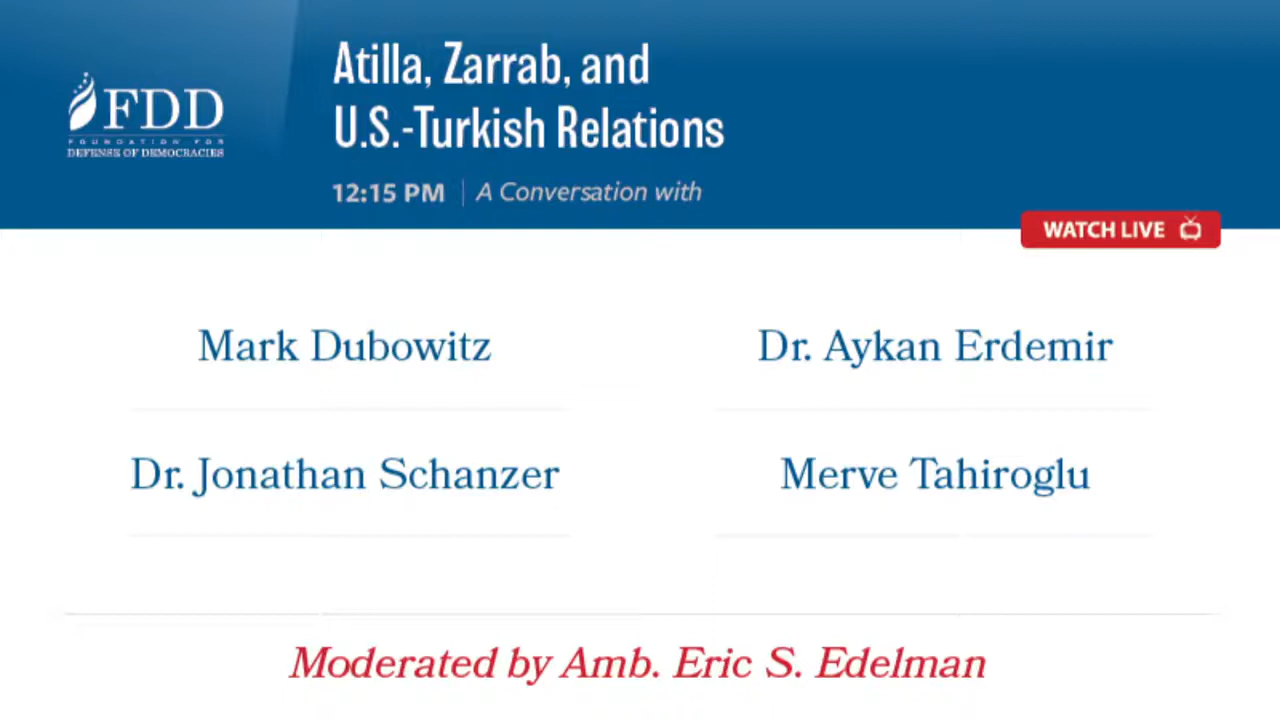 FDD
FOUNDATION FOR
DEFENSE OF DEMOCRACIES
Atilla, Zarrab, and
U.S.-Turkish Relations
12:15 PM | A Conversation with
WATCH LIVE
Mark Dubowitz
Dr. Aykan Erdemir
Dr. Jonathan Schanzer
Merve Tahiroglu
Moderated by Amb. Eric S. Edelman